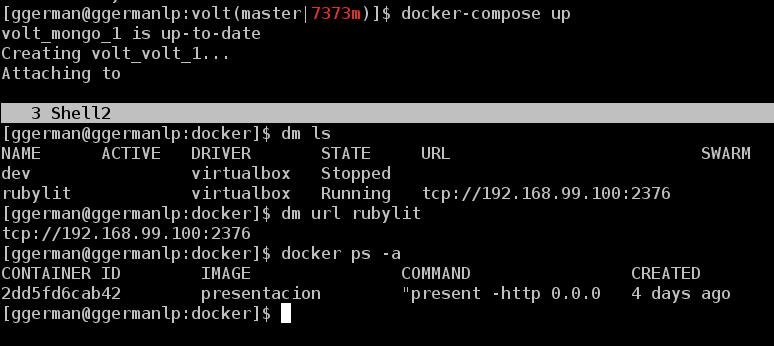 [ggerman@ggermanlp:volt(master|7373m)]$ docker-compose up
volt_mongo_1 is up-to-date
Creating volt_volt_1...
Attaching to
3 Shell2
[ggerman@ggermanlp:docker]$ dm ls
NAME ACTIVE DRIVER STATE URL SWARM
dev virtualbox Stopped
rubylit virtualbox Running tcp://192.168.99.100:2376
[ggerman@ggermanlp:docker]$ dm url rubylit
tcp://192.168.99.100:2376
[ggerman@ggermanlp:docker]$ docker ps -a
CONTAINER ID IMAGE COMMAND CREATED
2dd5fd6cab42 presentacion "present -http 0.0.0 4 days ago
[ggerman@ggermanlp:docker]$